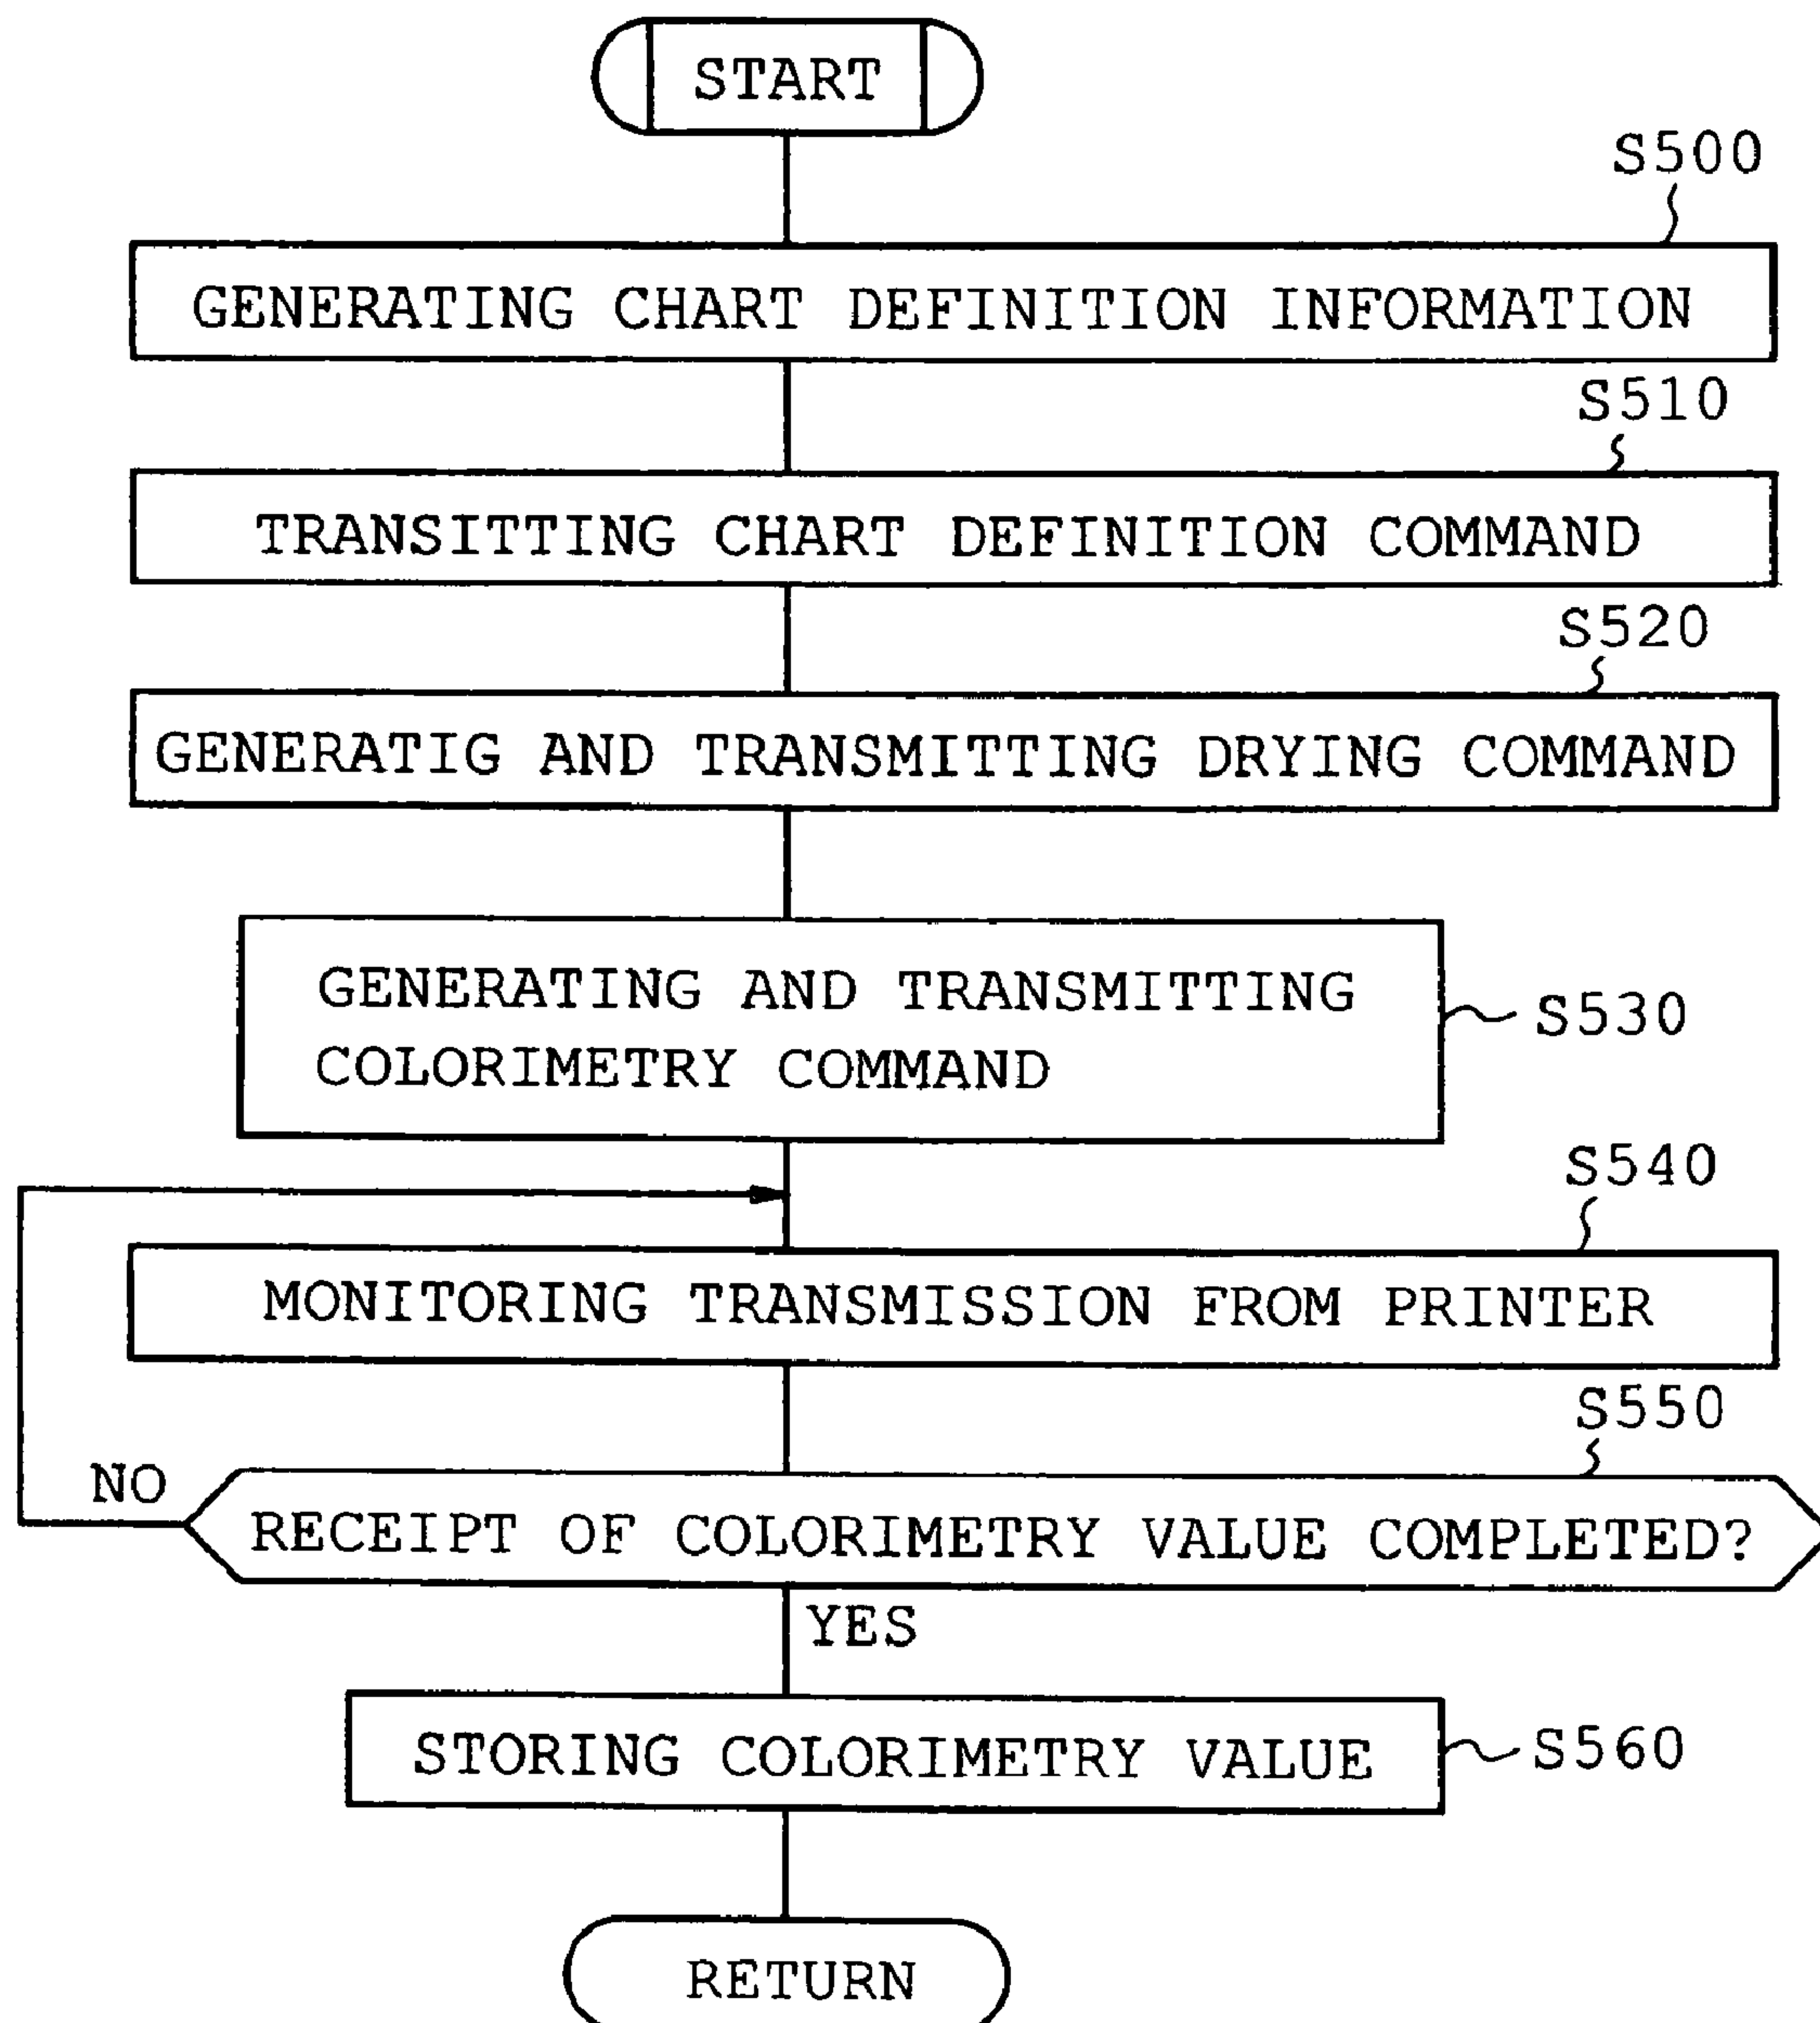 START
S500
GENERATING CHART DEFINITION INFORMATION
S510
TRANSITTING CHART DEFINITION COMMAND
S520
GENERATIG AND TRANSMITTING DRYING COMMAND
GENERATING AND TRANSMITTING
COLORIMETRY COMMAND
S530
S540
MONITORING TRANSMISSION FROM PRINTER
S550
NO
RECEIPT OF COLORIMETRY VALUE COMPLETED?
YES
STORING COLORIMETRY VALUE
S560
RETURN